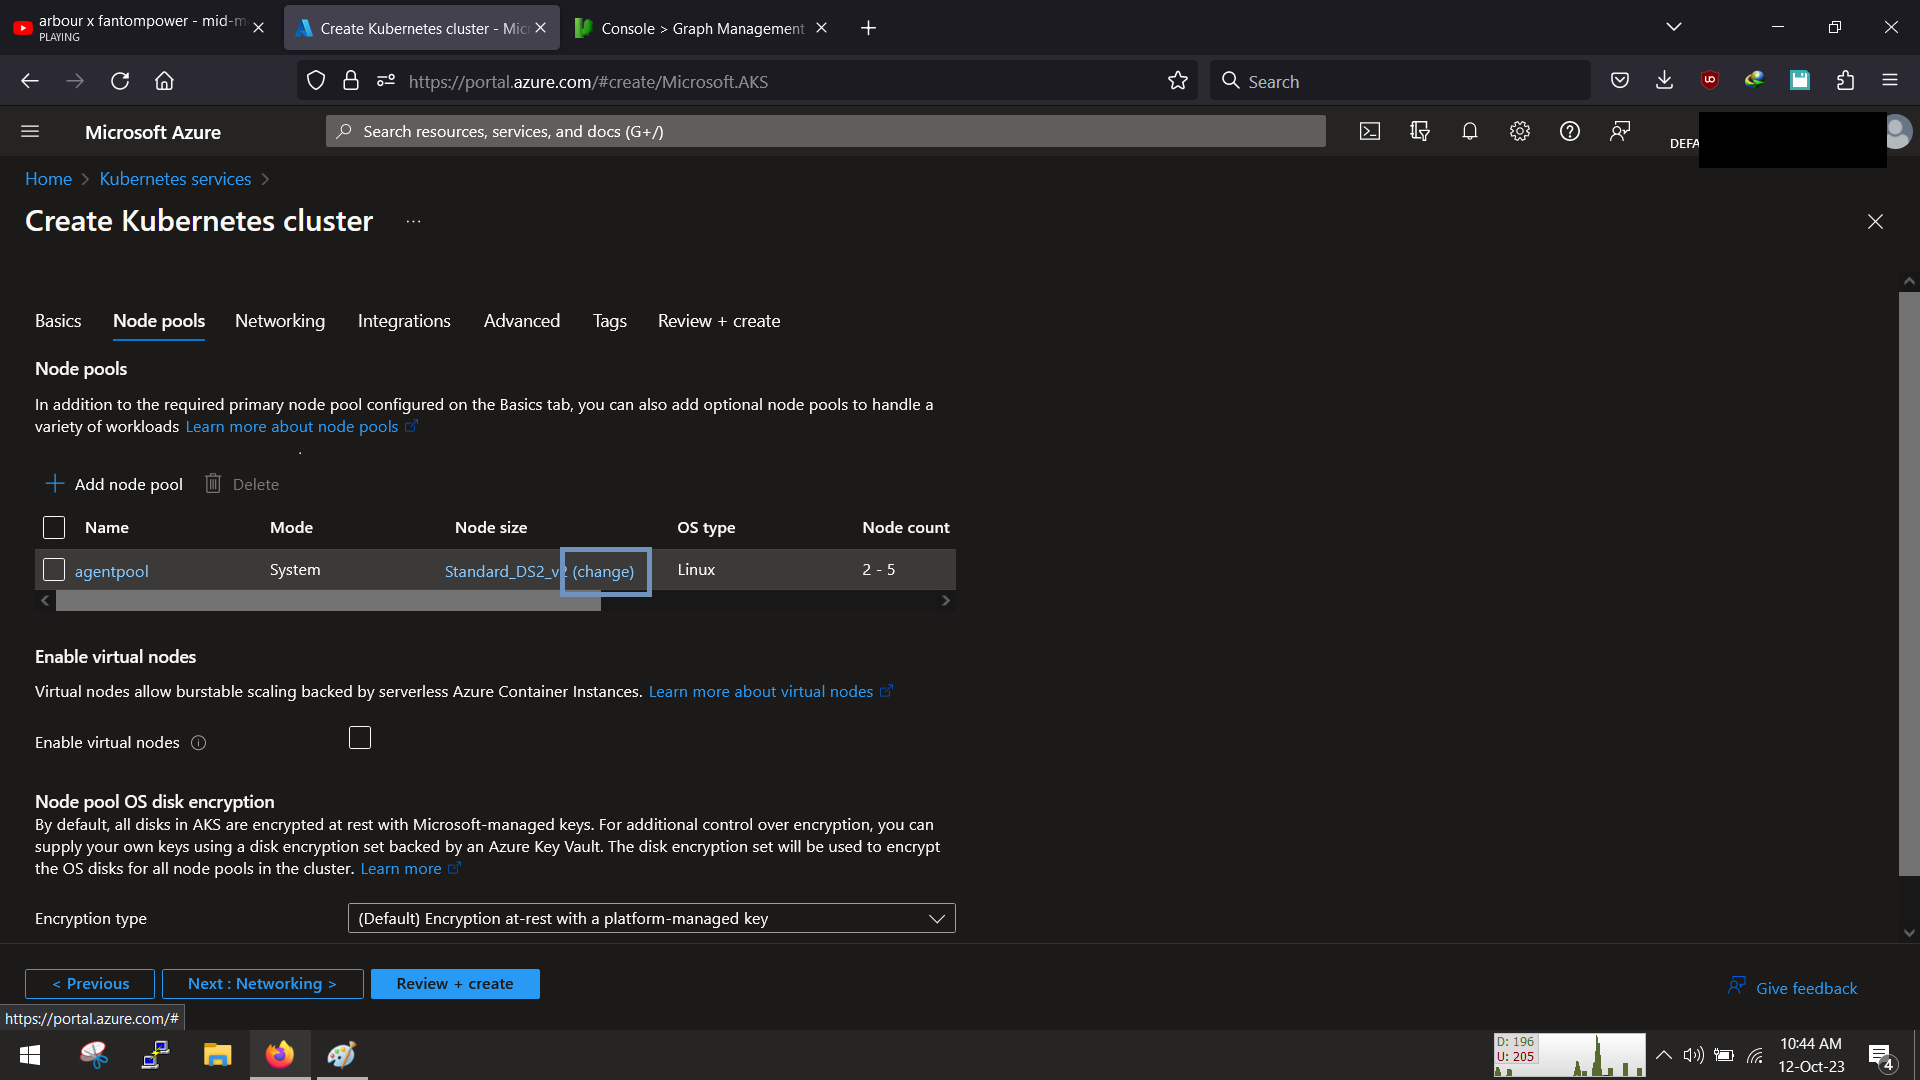 arbour x fantompower - mid-m
PLAYING
Create Kubernetes cluster - Mic
Console > Graph Management
https://portal.azure.com/#create/Microsoft.AKS
Search
Microsoft Azure
Search resources, services, and docs (G+/)
DEFA
Home > Kubernetes services >
Create Kubernetes cluster ...
Basics
Node pools
Networking
Integrations
Advanced
Tags
Review + create
Node pools
In addition to the required primary node pool configured on the Basics tab, you can also add optional node pools to handle a
variety of workloads Learn more about node pools
Add node pool
Delete
Name Mode Node size OS type Node count
agentpool System Standard_DS2_v2 (change) Linux 2 - 5
Enable virtual nodes
Virtual nodes allow burstable scaling backed by serverless Azure Container Instances. Learn more about virtual nodes
Enable virtual nodes
Node pool OS disk encryption
By default, all disks in AKS are encrypted at rest with Microsoft-managed keys. For additional control over encryption, you can
supply your own keys using a disk encryption set backed by an Azure Key Vault. The disk encryption set will be used to encrypt
the OS disks for all node pools in the cluster. Learn more
Encryption type
(Default) Encryption at-rest with a platform-managed key
< Previous
Next : Networking >
Review + create
Give feedback
https://portal.azure.com/#
D: 196
U: 205
10:44 AM
12-Oct-23
4